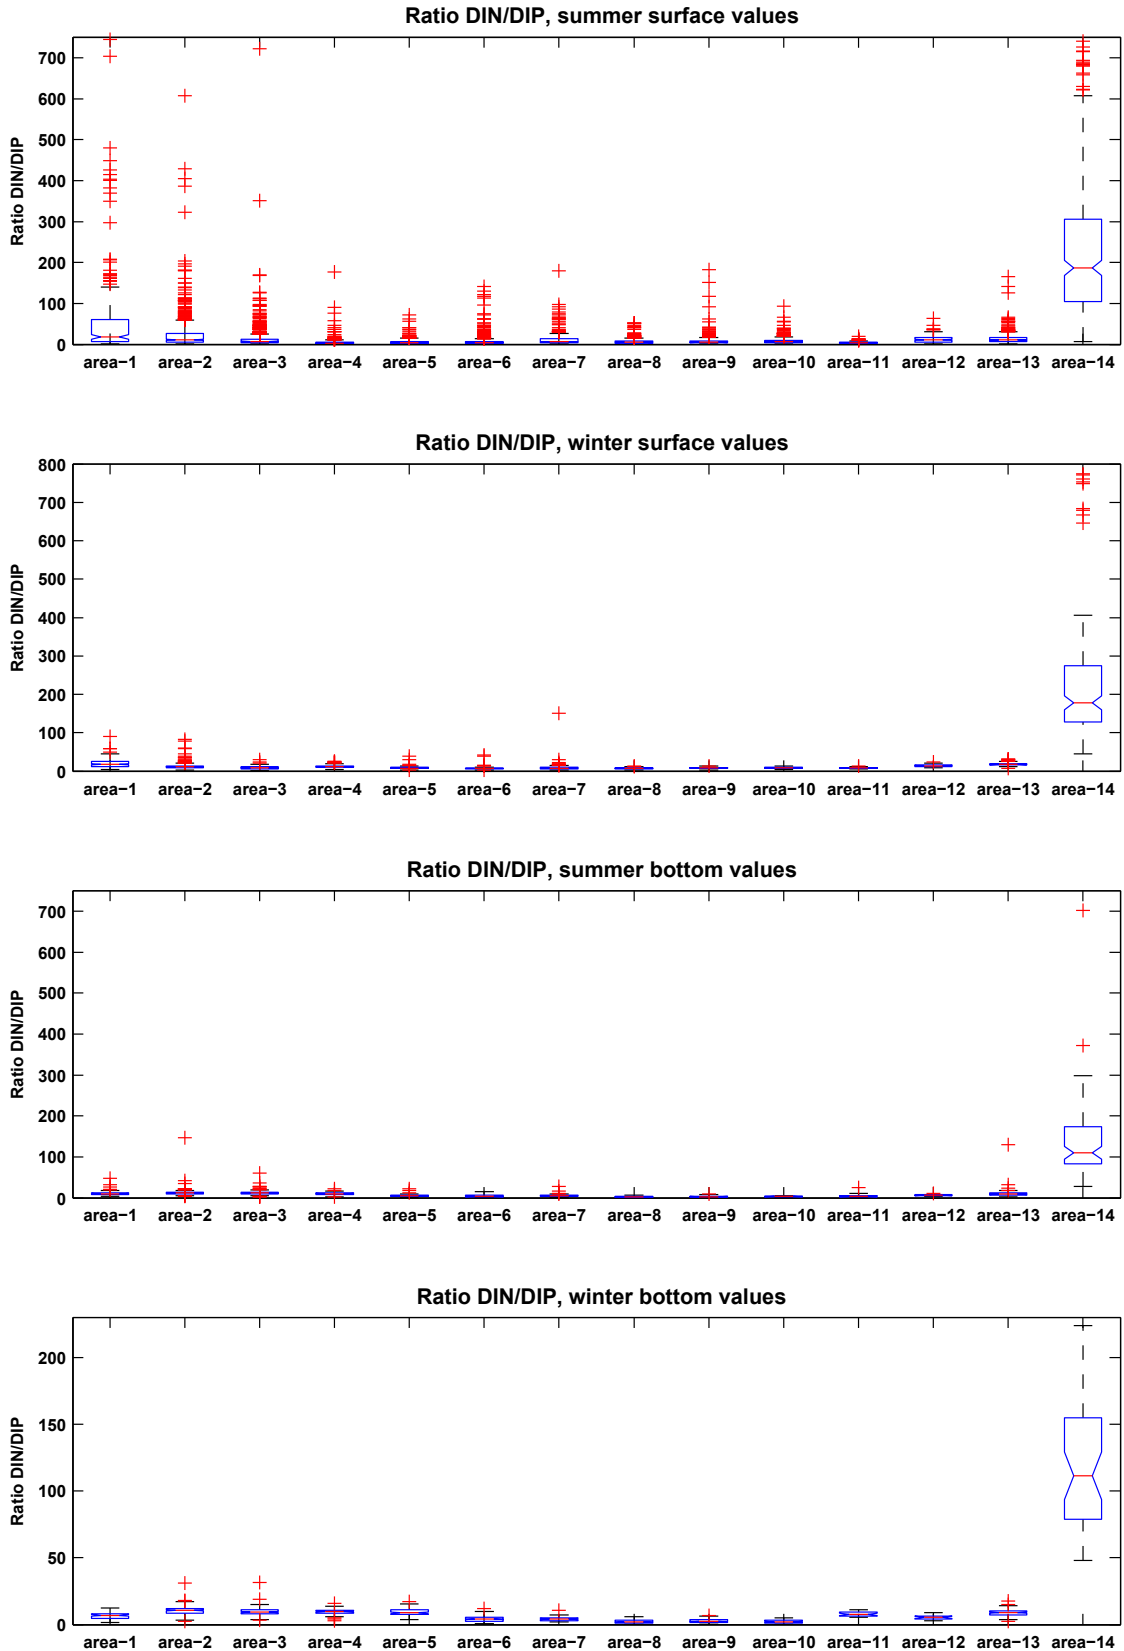 Ratio DIN/DIP, summer surface values
700
600
500
400
300
200
100
0
Ratio DIN/DIP
area−1 area−2 area−3 area−4 area−5 area−6 area−7 area−8 area−9 area−10 area−11 area−12 area−13 area−14
Ratio DIN/DIP, winter surface values
800
700
600
500
400
300
200
100
0
Ratio DIN/DIP
area−1 area−2 area−3 area−4 area−5 area−6 area−7 area−8 area−9 area−10 area−11 area−12 area−13 area−14
Ratio DIN/DIP, summer bottom values
700
600
500
400
300
200
100
0
Ratio DIN/DIP
area−1 area−2 area−3 area−4 area−5 area−6 area−7 area−8 area−9 area−10 area−11 area−12 area−13 area−14
Ratio DIN/DIP, winter bottom values
200
150
100
50
0
Ratio DIN/DIP
area−1 area−2 area−3 area−4 area−5 area−6 area−7 area−8 area−9 area−10 area−11 area−12 area−13 area−14